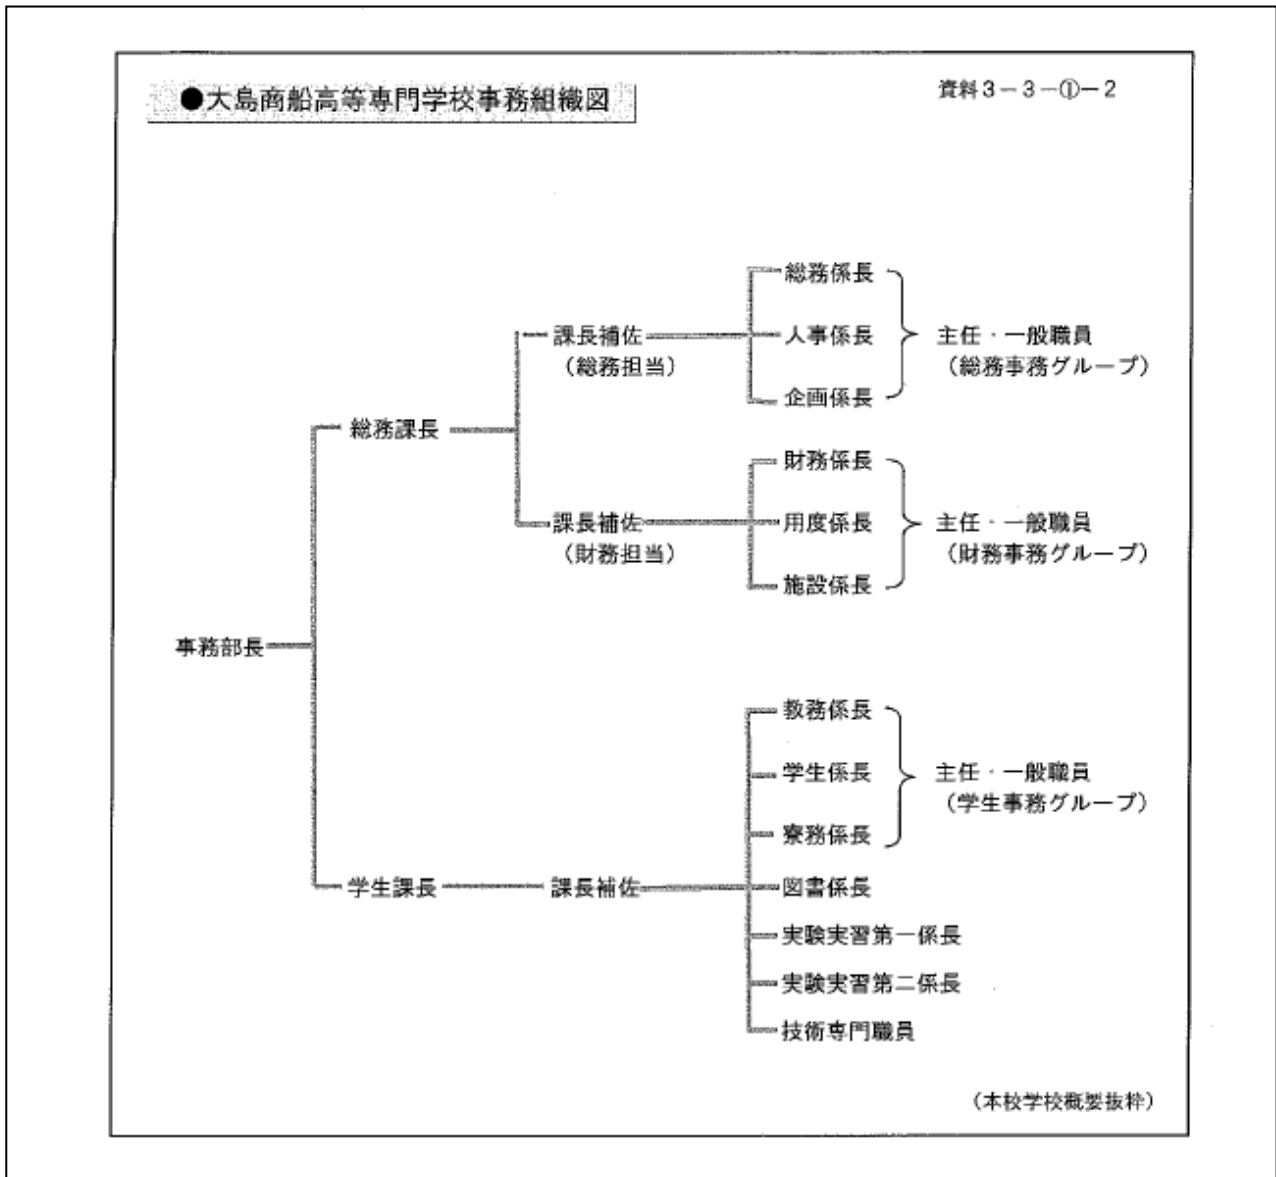 ●大島商船高等専門学校事務組織図
資料3－3－①－2
総務係長
課長補佐
（総務担当）
人事係長
主任・一般職員
（総務事務グループ）
企画係長
総務課長
財務係長
課長補佐
（財務担当）
用度係長
主任・一般職員
（財務事務グループ）
施設係長
事務部長
教務係長
学生係長
主任・一般職員
（学生事務グループ）
寮務係長
学生課長
課長補佐
図書係長
実験実習第一係長
実験実習第二係長
技術専門職員
（本校学校概要抜粋）